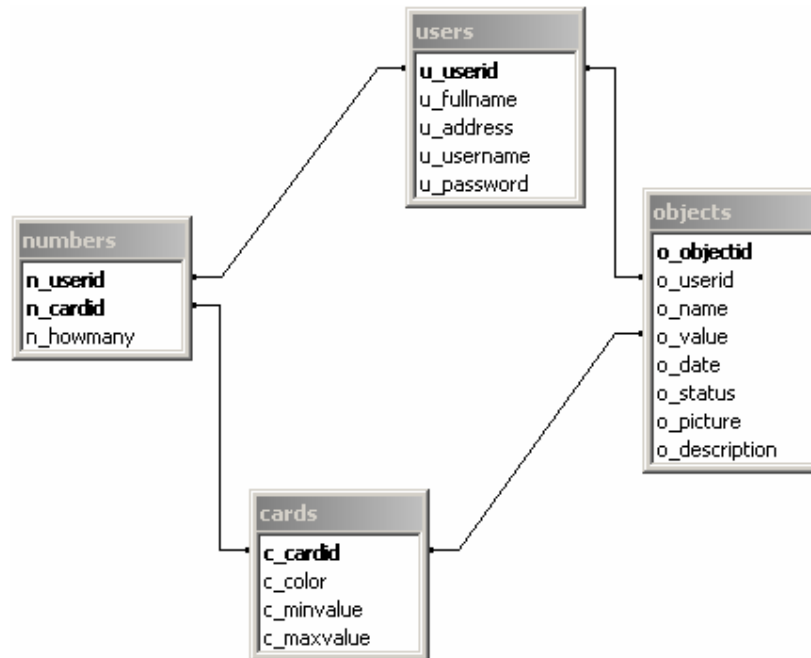 users
u_userid
u_fullname
u_address
u_username
u_password
objects
o_objectid
o_userid
o_name
o_value
o_date
o_status
o_picture
o_description
numbers
n_userid
n_cardid
n_howmany
cards
c_cardid
c_color
c_minvalue
c_maxvalue